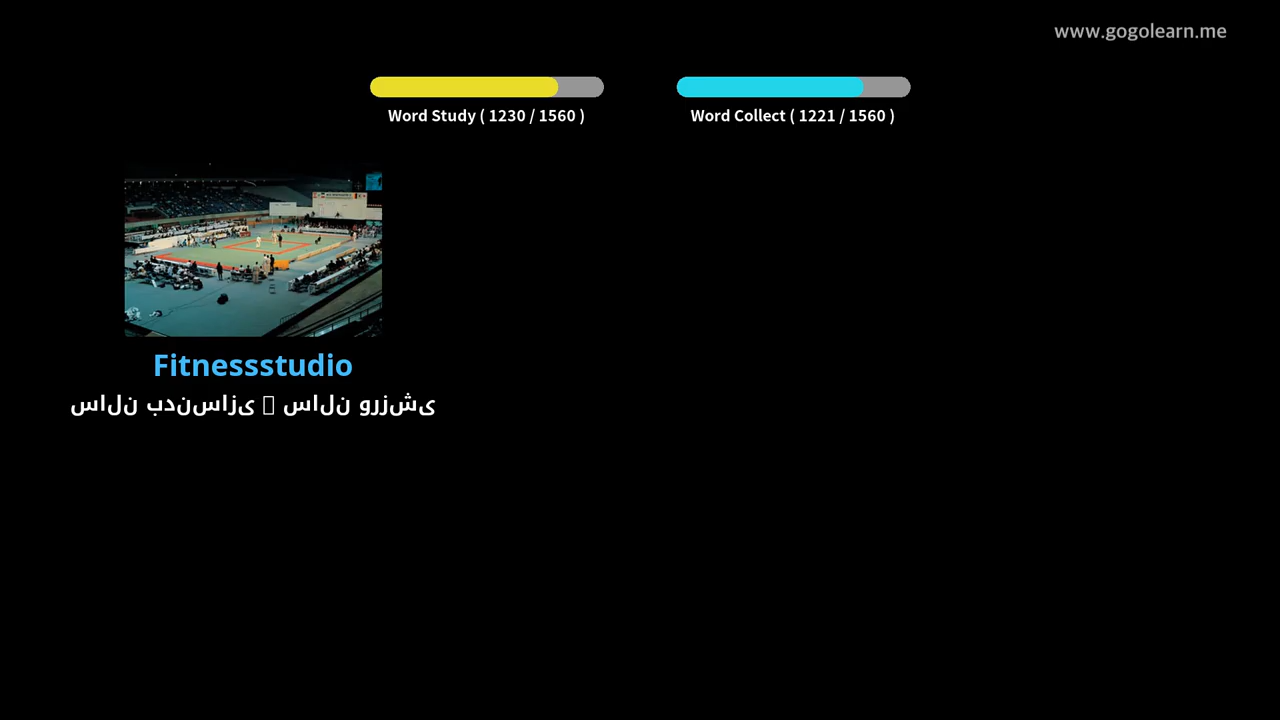 www.gogolearn.me
Word Study ( 1230 / 1560 )
Word Collect ( 1221 / 1560 )
Fitnessstudio
سالن بدنسازی ▯ سالن ورزشی